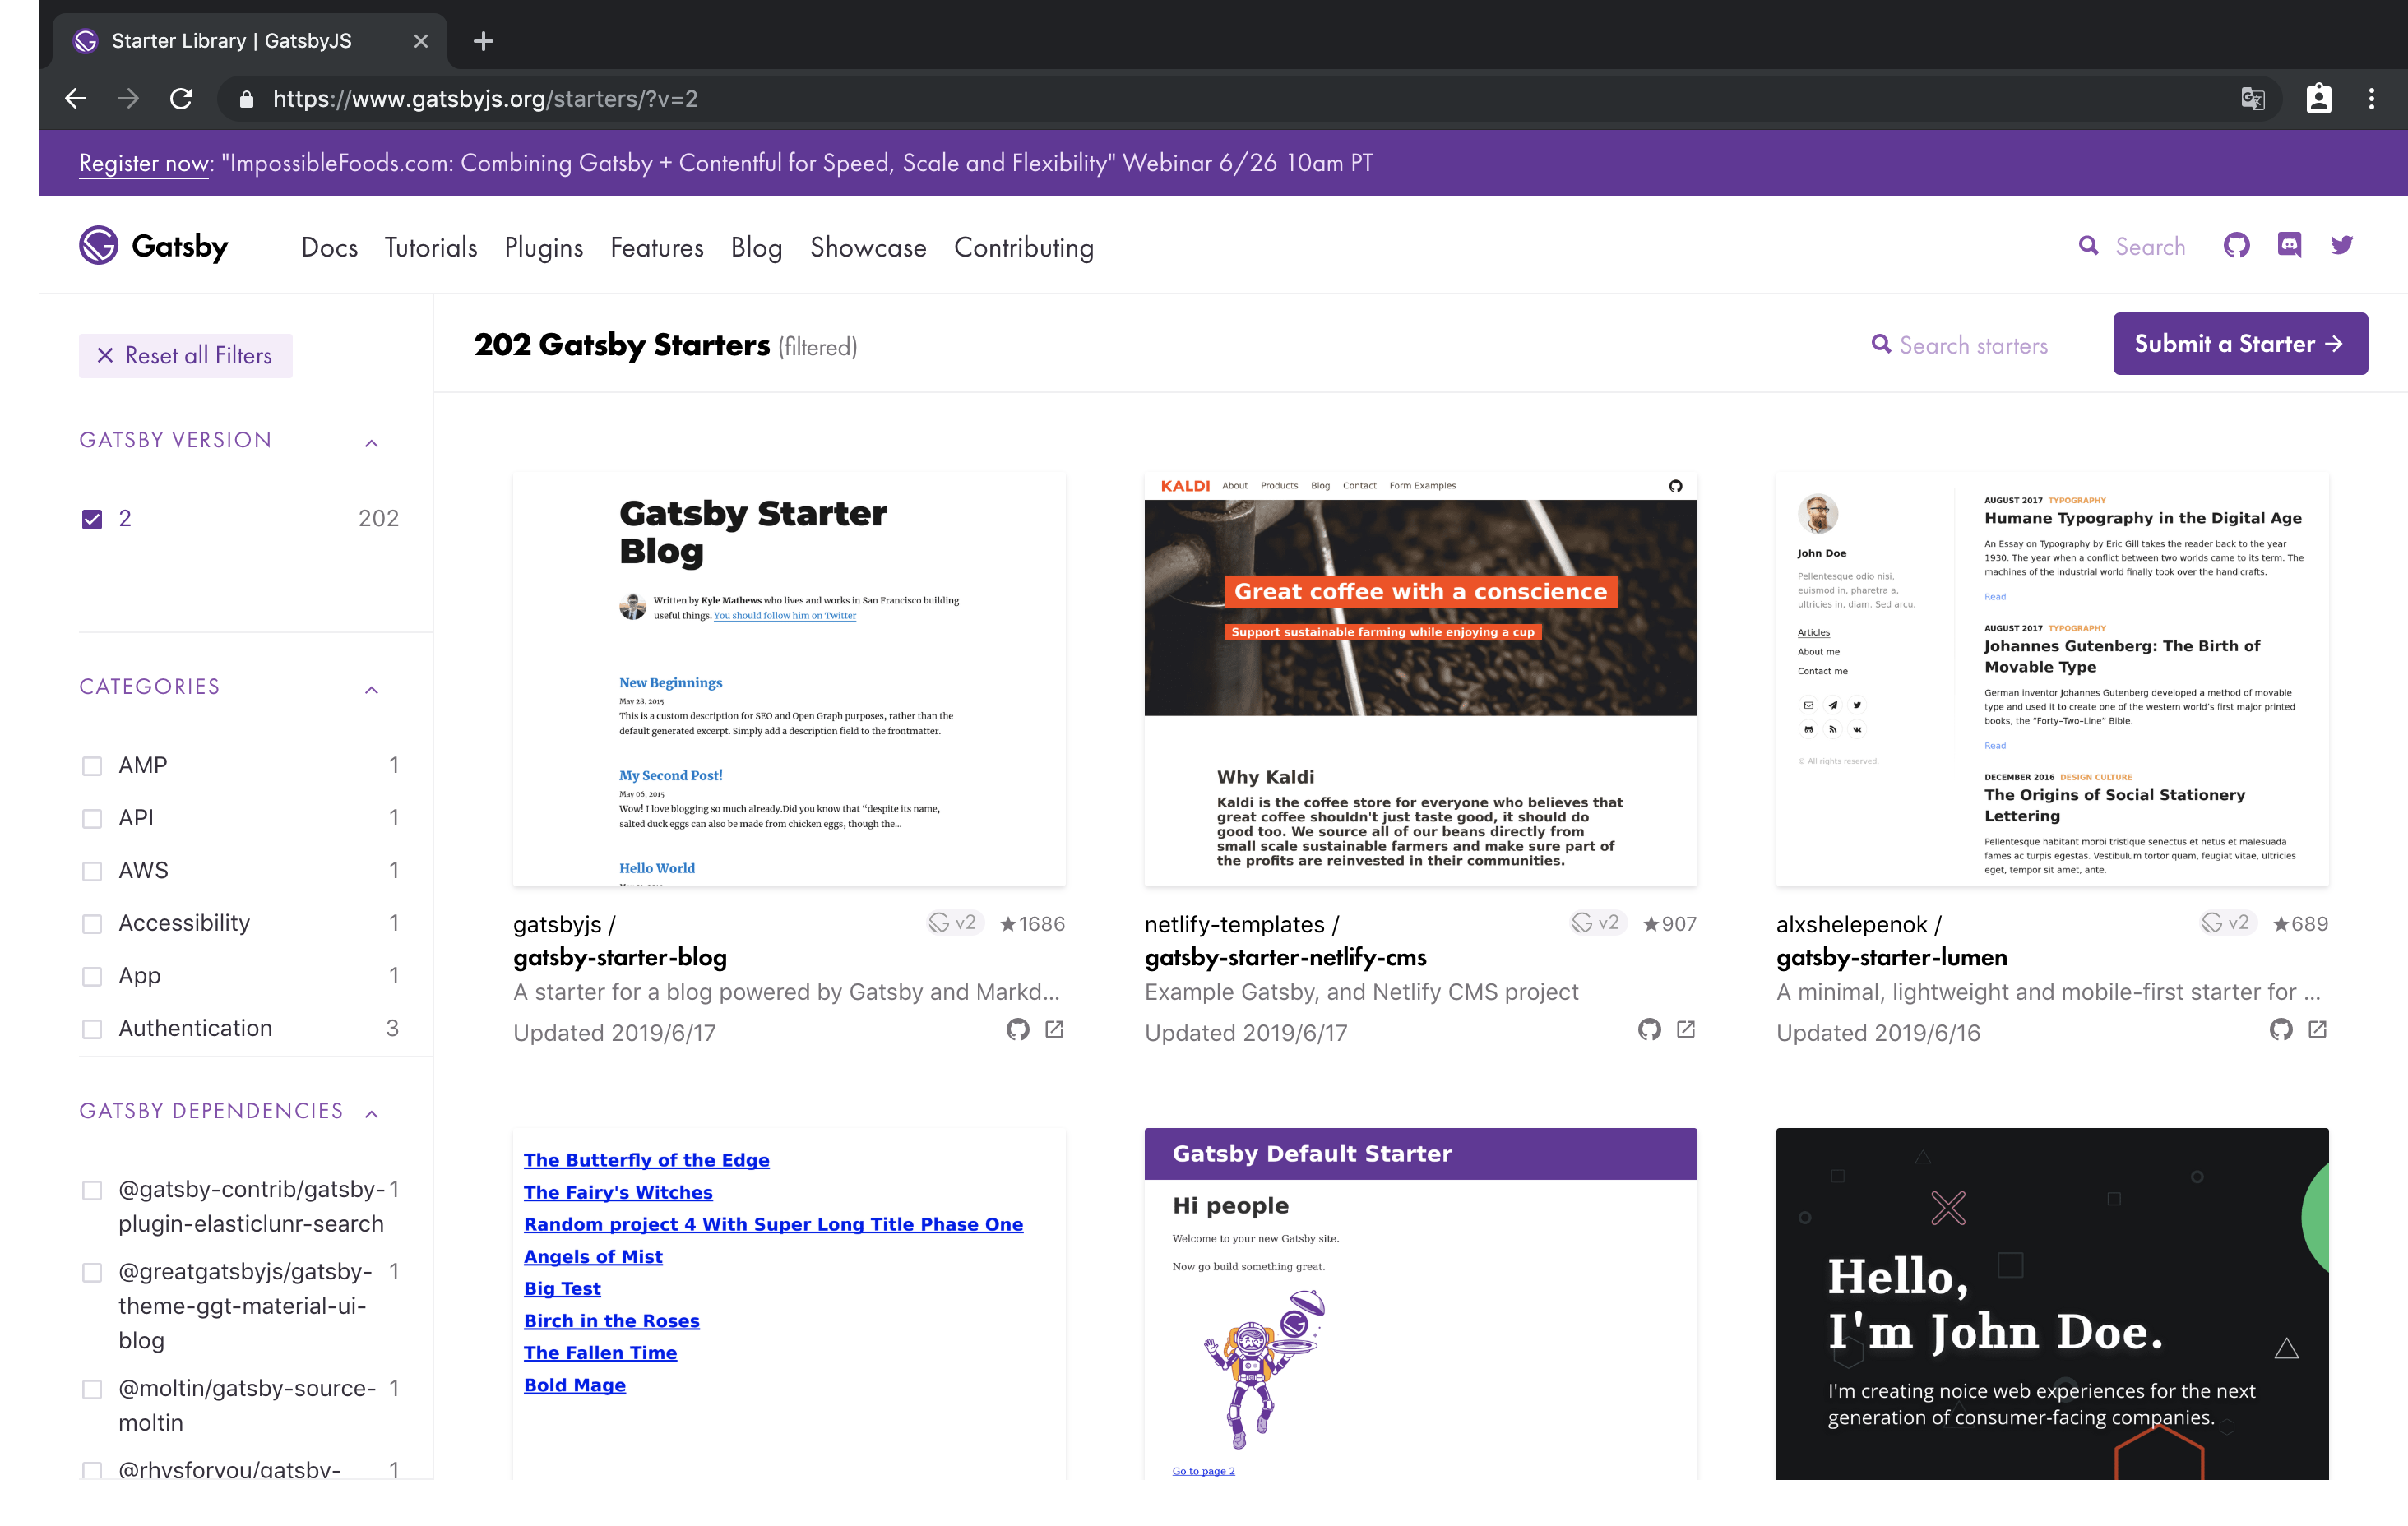 Starter Library | GatsbyJS
https://www.gatsbyjs.org/starters/?v=2
Register now: "ImpossibleFoods.com: Combining Gatsby + Contentful for Speed, Scale and Flexibility" Webinar 6/26 10am PT
Gatsby
Docs Tutorials Plugins Features Blog Showcase Contributing
Search
Reset all Filters
GATSBY VERSION
2 202
CATEGORIES
AMP 1
API 1
AWS 1
Accessibility 1
App 1
Authentication 3
GATSBY DEPENDENCIES
@gatsby-contrib/gatsby- 1
plugin-elasticlunr-search
@greatgatsbyjs/gatsby- 1
theme-ggt-material-ui-
blog
@moltin/gatsby-source- 1
moltin
@rhysforyou/gatsby- 1
202 Gatsby Starters (filtered)
Search starters
Submit a Starter →
Gatsby Starter
Blog
Written by Kyle Mathews who lives and works in San Francisco building
useful things. You should follow him on Twitter
New Beginnings
May 28, 2015
This is a custom description for SEO and Open Graph purposes, rather than the
default generated excerpt. Simply add a description field to the frontmatter.
My Second Post!
May 06, 2015
Wow! I love blogging so much already.Did you know that “despite its name,
salted duck eggs can also be made from chicken eggs, though the...
Hello World
gatsbyjs /
v2 ★1686
gatsby-starter-blog
A starter for a blog powered by Gatsby and Markd...
Updated 2019/6/17
KALDI About Products Blog Contact Form Examples
Great coffee with a conscience
Support sustainable farming while enjoying a cup
Why Kaldi
Kaldi is the coffee store for everyone who believes that
great coffee shouldn't just taste good, it should do
good too. We source all of our beans directly from
small scale sustainable farmers and make sure part of
the profits are reinvested in their communities.
netlify-templates /
v2 ★907
gatsby-starter-netlify-cms
Example Gatsby, and Netlify CMS project
Updated 2019/6/17
John Doe
Pellentesque odio nisi,
euismod in, pharetra a,
ultricies in, diam. Sed arcu.
Articles
About me
Contact me
© All rights reserved.
AUGUST 2017 TYPOGRAPHY
Humane Typography in the Digital Age
An Essay on Typography by Eric Gill takes the reader back to the year
1930. The year when a conflict between two worlds came to its term. The
machines of the industrial world finally took over the handicrafts.
Read
AUGUST 2017 TYPOGRAPHY
Johannes Gutenberg: The Birth of
Movable Type
German inventor Johannes Gutenberg developed a method of movable
type and used it to create one of the western world’s first major printed
books, the “Forty–Two–Line” Bible.
Read
DECEMBER 2016 DESIGN CULTURE
The Origins of Social Stationery
Lettering
Pellentesque habitant morbi tristique senectus et netus et malesuada
fames ac turpis egestas. Vestibulum tortor quam, feugiat vitae, ultricies
eget, tempor sit amet, ante.
alxshelepenok /
v2 ★689
gatsby-starter-lumen
A minimal, lightweight and mobile-first starter for ...
Updated 2019/6/16
The Butterfly of the Edge
The Fairy's Witches
Random project 4 With Super Long Title Phase One
Angels of Mist
Big Test
Birch in the Roses
The Fallen Time
Bold Mage
Gatsby Default Starter
Hi people
Welcome to your new Gatsby site.
Now go build something great.
Go to page 2
Hello,
I'm John Doe.
I'm creating noice web experiences for the next
generation of consumer-facing companies.